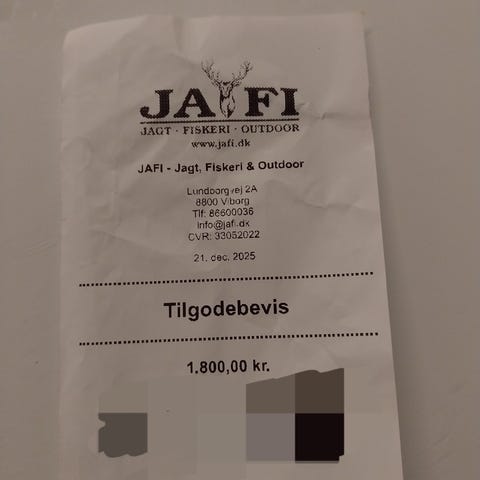 JAFI
JAGT · FISKERI · OUTDOOR
www.jafi.dk
JAFI - Jagt, Fiskeri & Outdoor
Lundborgvej 2A
8800 Viborg
Tlf: 86600036
info@jafi.dk
CVR: 33052022
21. dec. 2025
Tilgodebevis
1.800,00 kr.